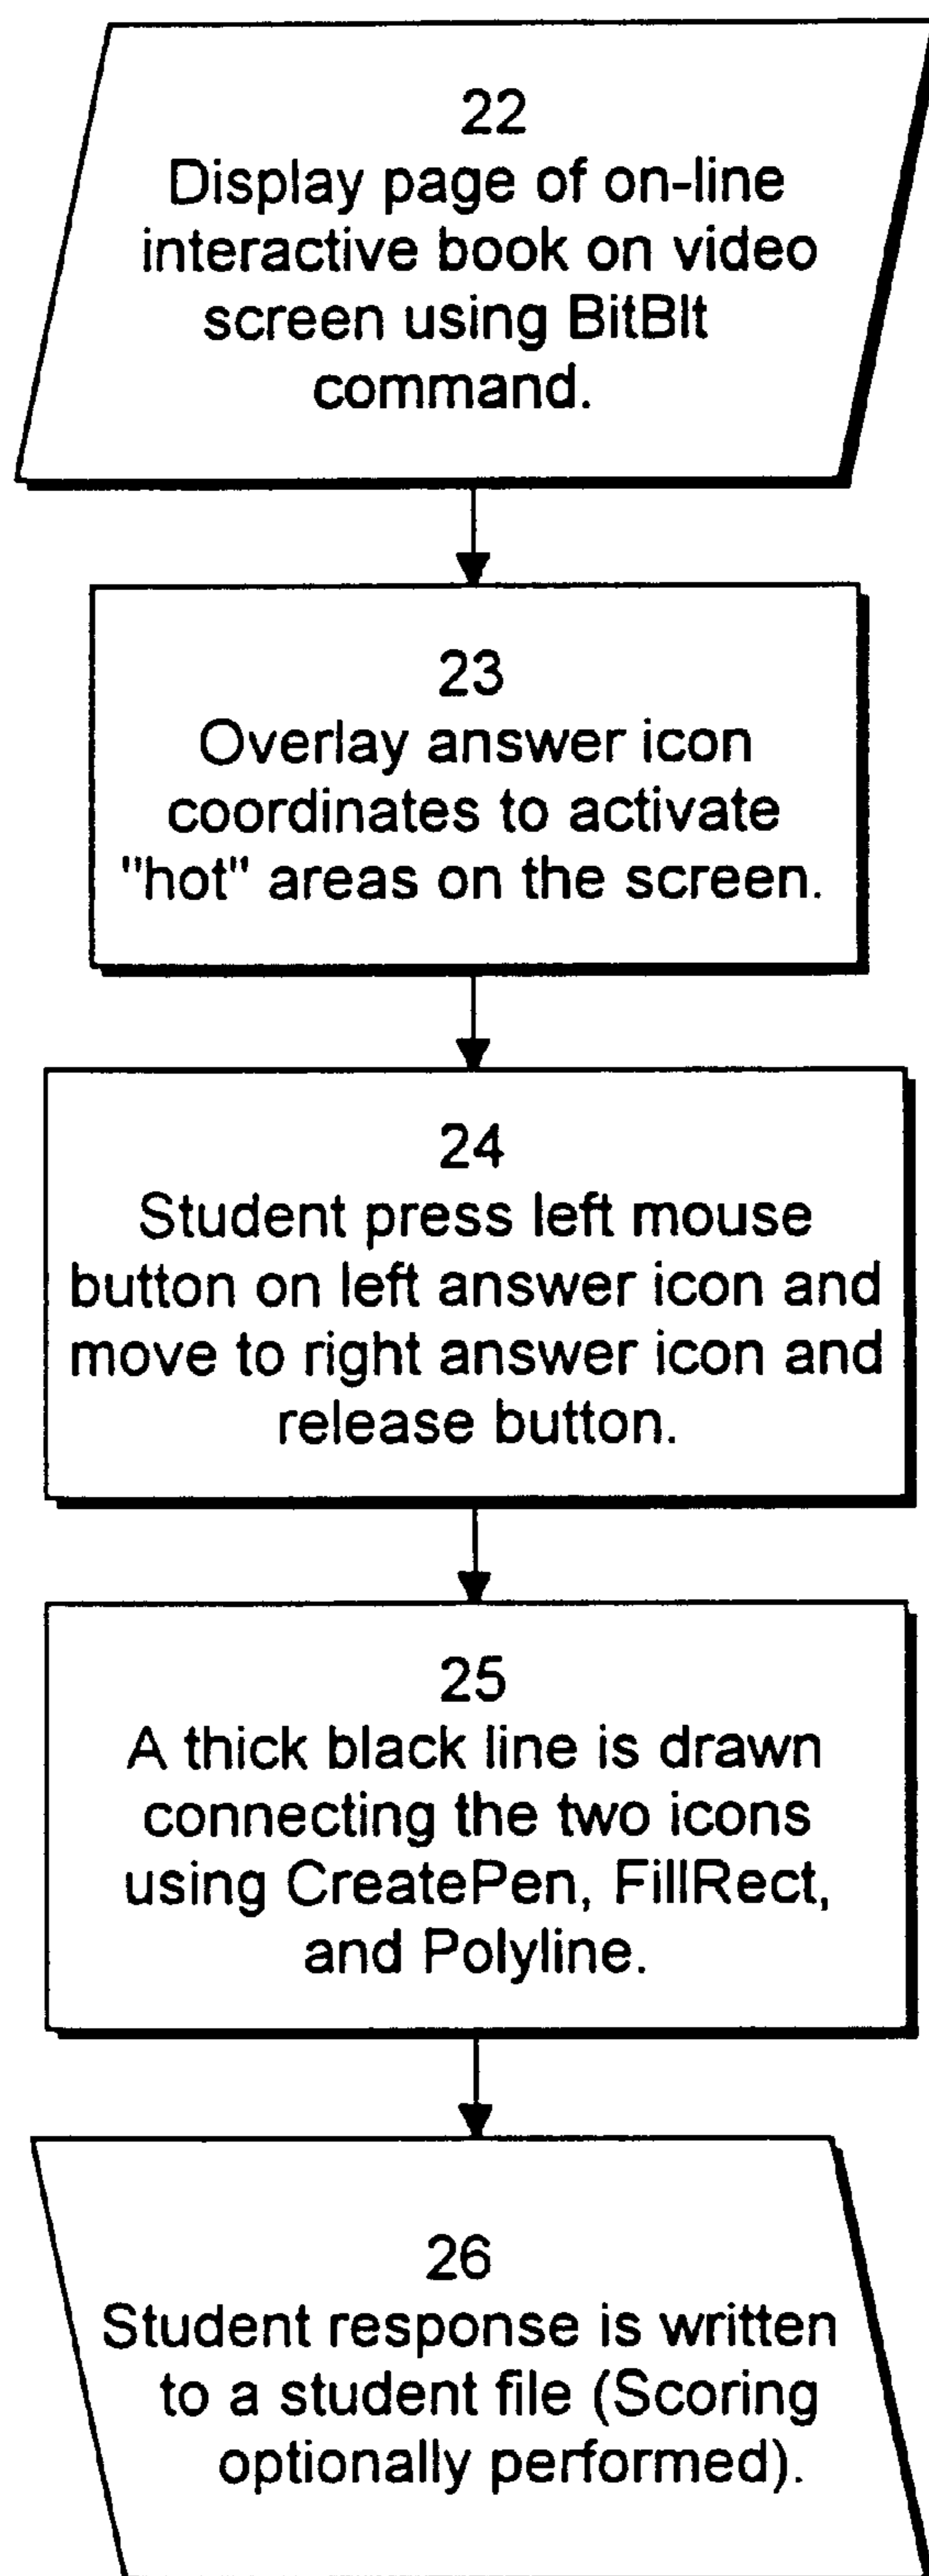 22
Display page of on-line
interactive book on video
screen using BitBlt
command.
23
Overlay answer icon
coordinates to activate
"hot" areas on the screen.
24
Student press left mouse
button on left answer icon and
move to right answer icon and
release button.
25
A thick black line is drawn
connecting the two icons
using CreatePen, FillRect,
and Polyline.
26
Student response is written
to a student file (Scoring
optionally performed).